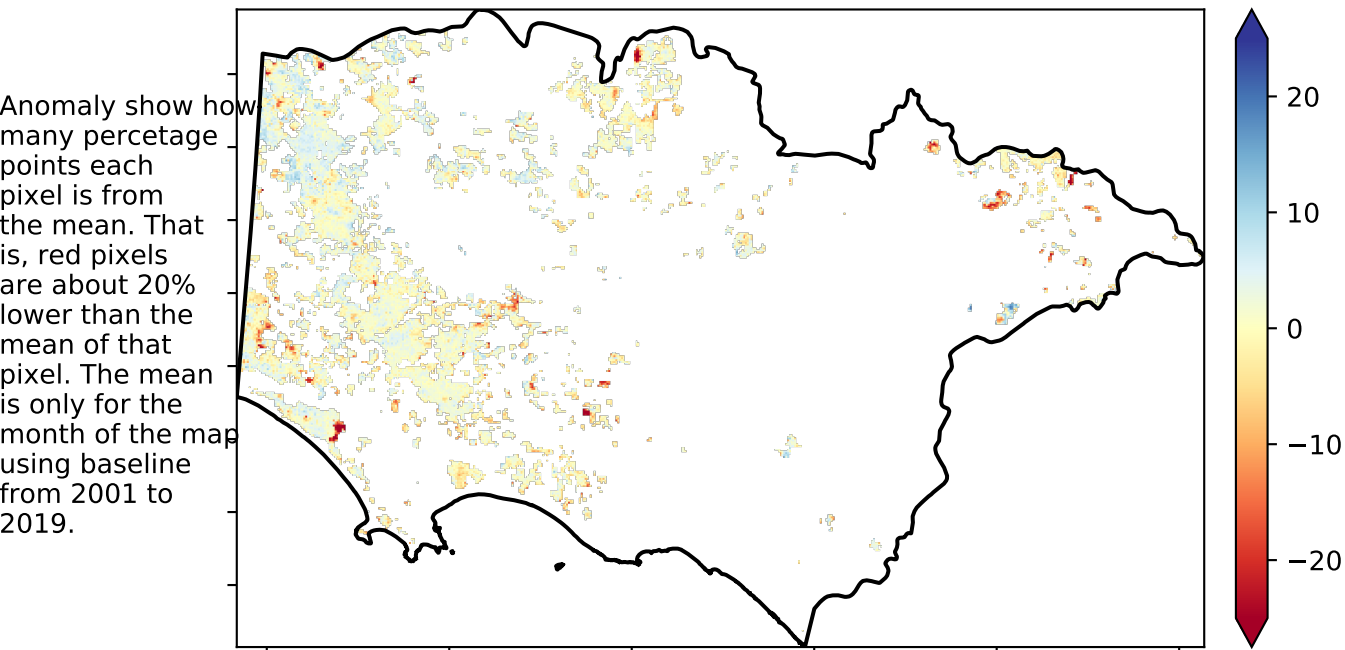 Anomaly show how
many percetage
points each
pixel is from
the mean. That
is, red pixels
are about 20%
lower than the
mean of that
pixel. The mean
is only for the
month of the map
using baseline
from 2001 to
2019.
20
10
0
−10
−20